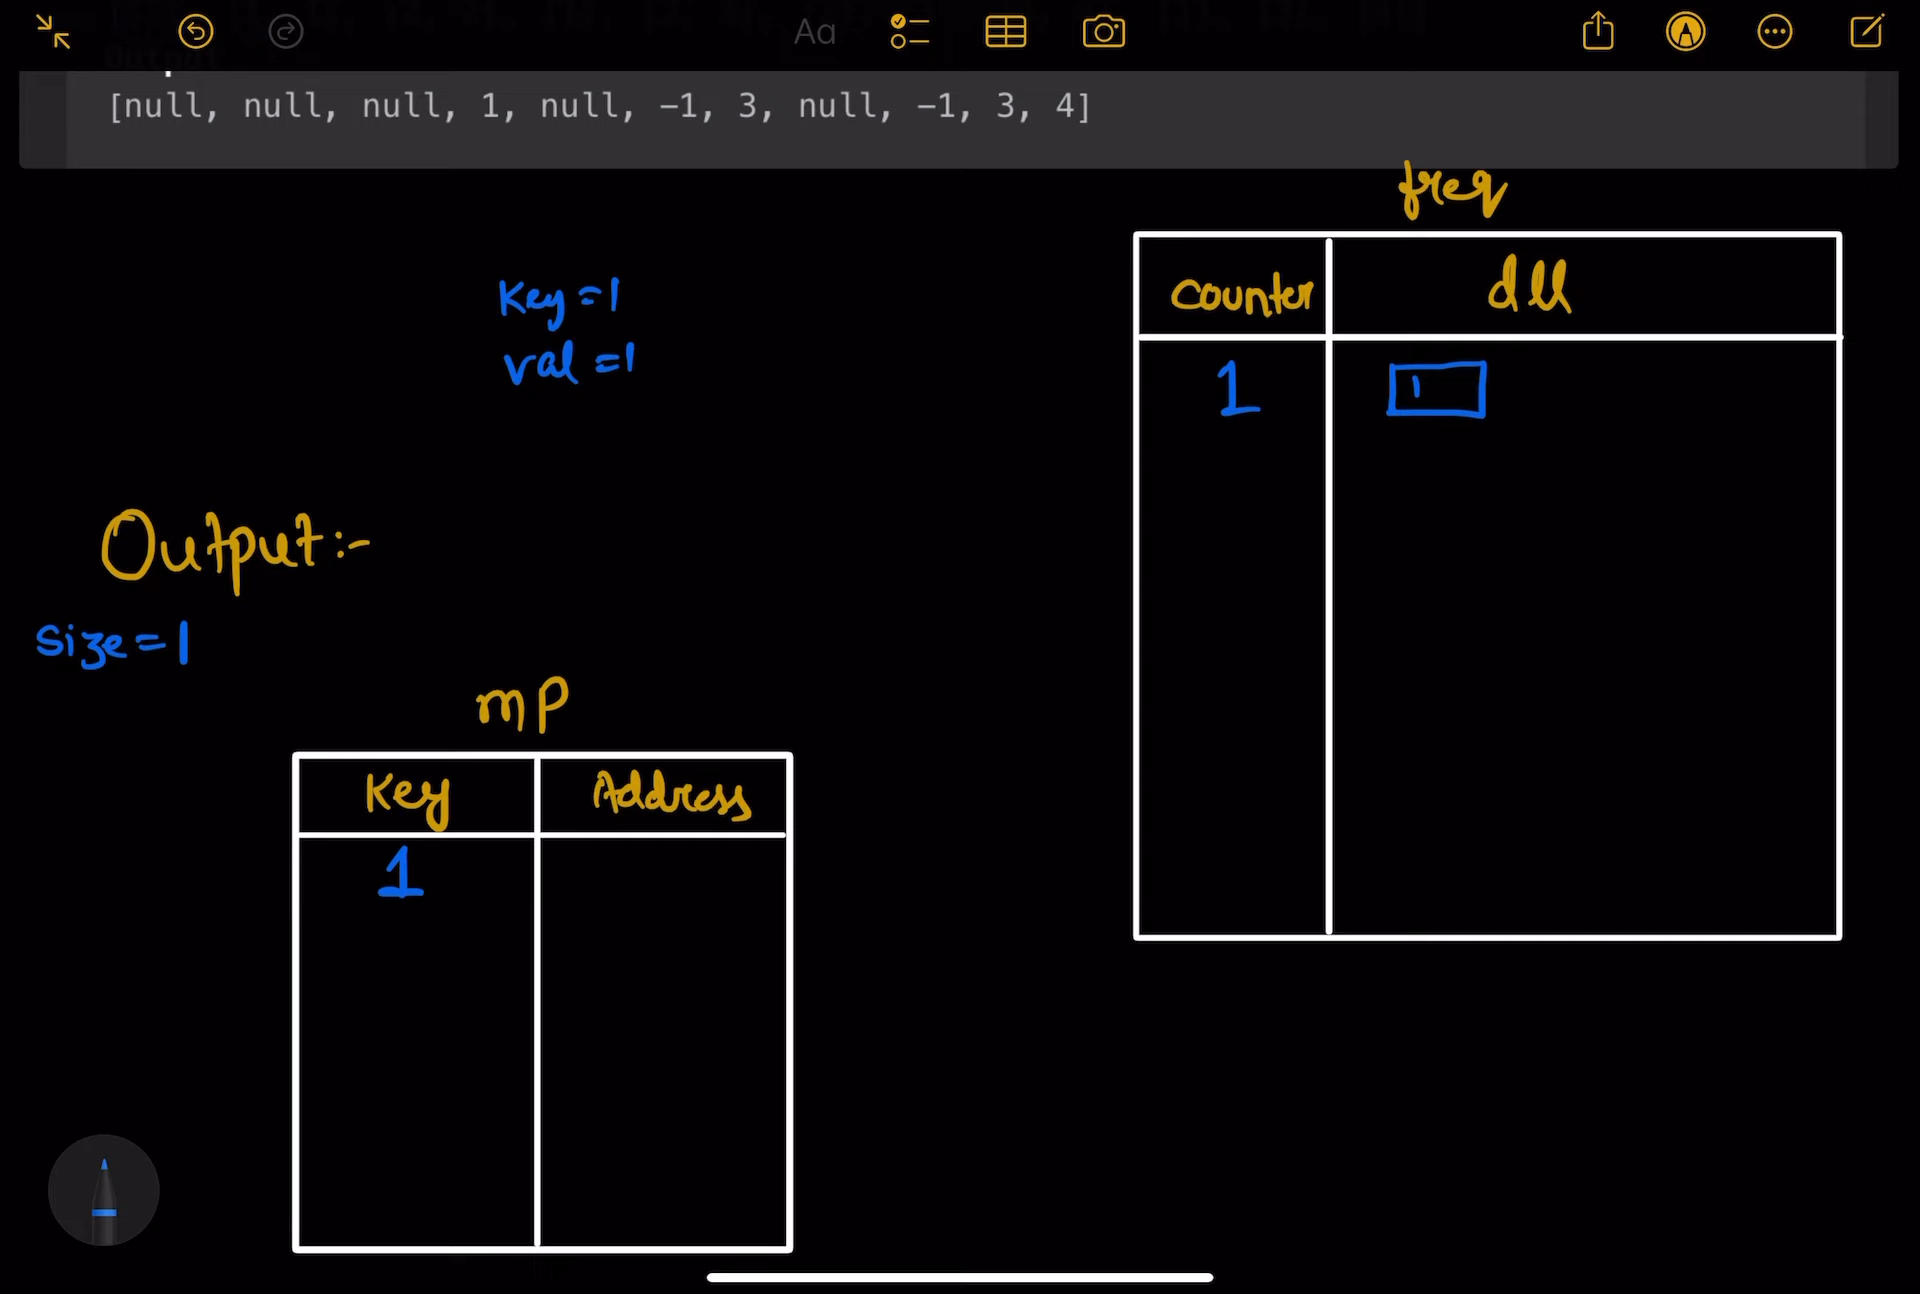 Aa
[null, null, null, 1, null, −1, 3, null, −1, 3, 4]
freq
counter dll
Key = 1
val = 1
1 1
Output:-
Size = 1
mp
Key Address
1